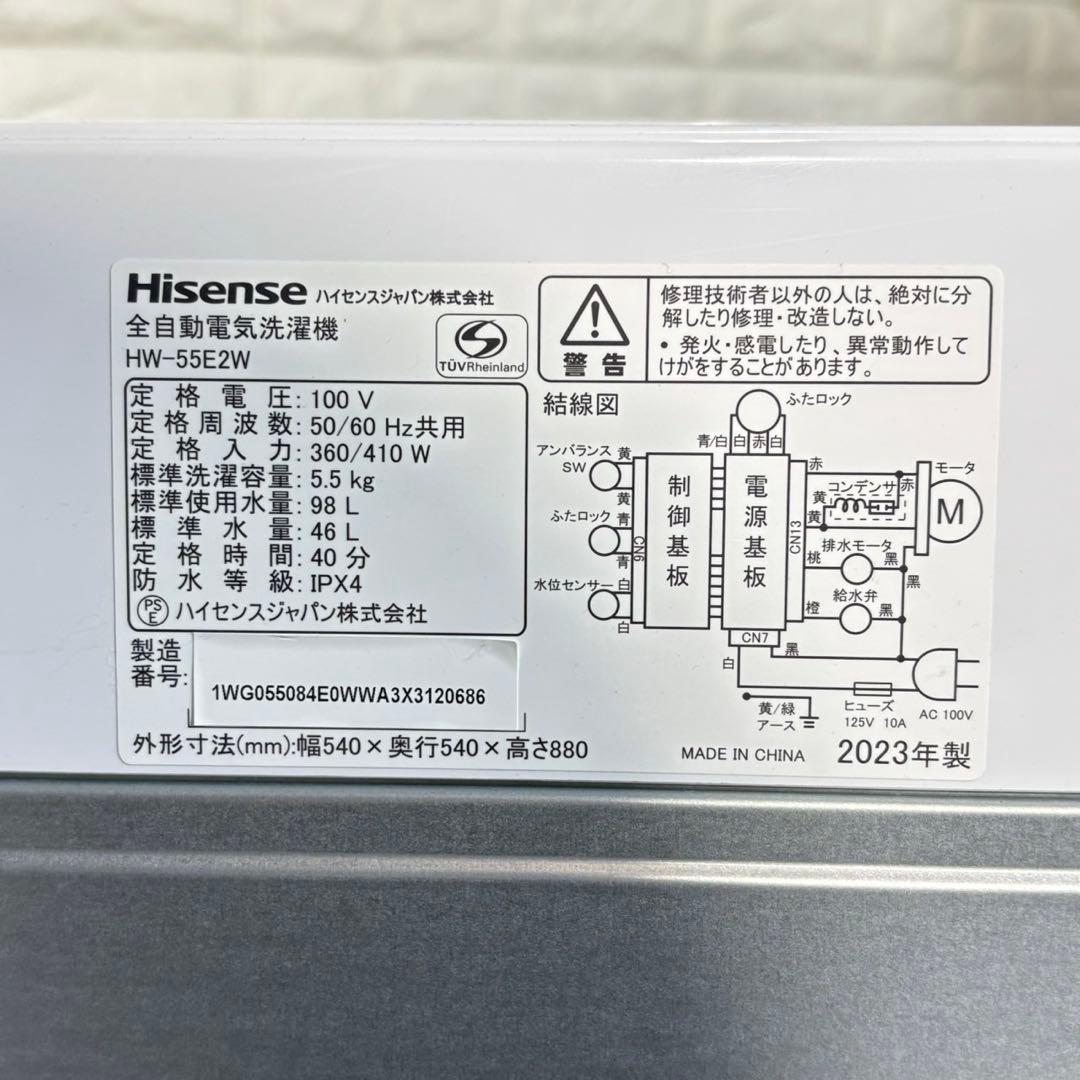 Hisense ハイセンスジャパン株式会社
全自動電気洗濯機
HW-55E2W
TÜVRheinland
定格電圧: 100 V
定格周波数: 50/60 Hz共用
定格入力: 360/410 W
標準洗濯容量: 5.5 kg
標準使用水量: 98 L
標準水量: 46 L
定格時間: 40 分
防水等級: IPX4
PSE ハイセンスジャパン株式会社
製造番号: 1WG055084E0WWA3X3120686
外形寸法(mm):幅540×奥行540×高さ880
警告
修理技術者以外の人は、絶対に分
解したり修理・改造しない。
・発火・感電したり、異常動作して
けがをすることがあります。
結線図
ふたロック
青/白 白 赤 白
アンバランスSW
黄
黄
ふたロック
青
青
水位センサー
白
白
CN6
制御基板
電源基板
CN13
CN7
赤
モータ
コンデンサ
赤
黄
黄
M
排水モータ
桃
黒
黒
給水弁
橙
黒
黒
白
黄/緑
アース
ヒューズ
125V 10A
AC 100V
MADE IN CHINA
2023年製